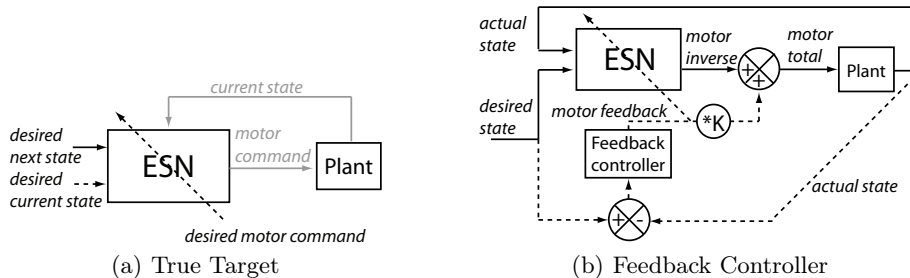 current state
desired
next state
desired
current state
ESN
motor
command
Plant
desired motor command
(a) True Target
actual
state
desired
state
ESN
motor
inverse
+
+
motor
total
Plant
motor feedback
*K
Feedback
controller
+
-
actual state
(b) Feedback Controller